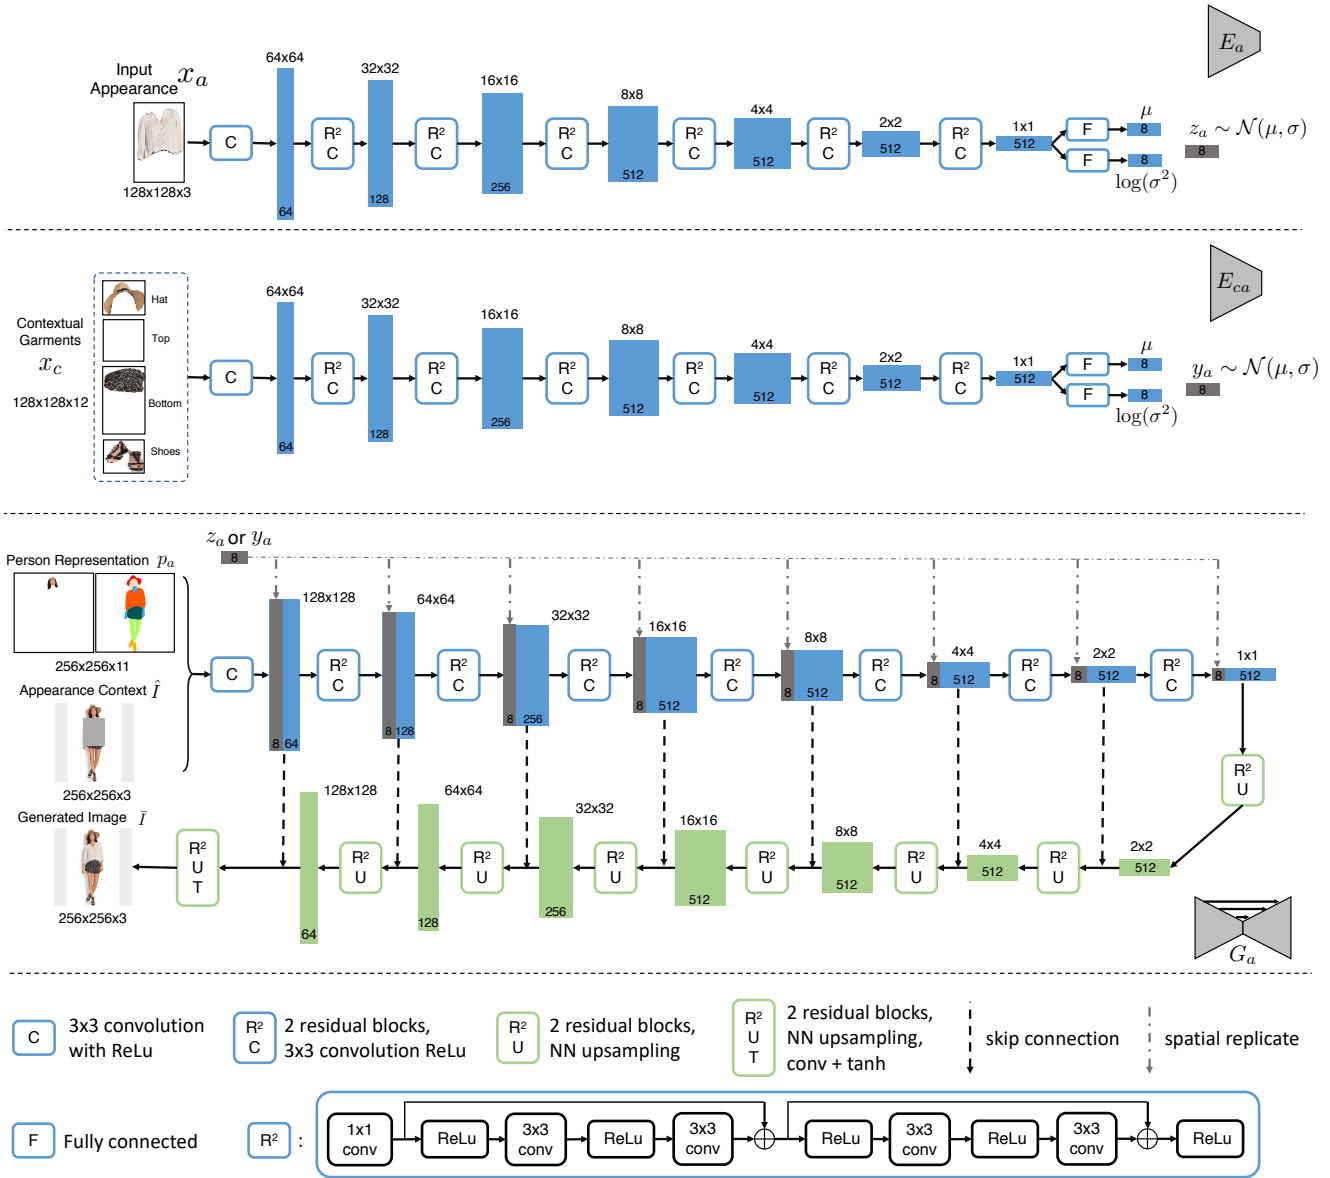 Input
Appearance x_a
128x128x3
C
64x64
64
R² C
32x32
128
R² C
16x16
256
R² C
8x8
512
R² C
4x4
512
R² C
2x2
512
R² C
1x1
512
F
F
μ
8
8
log(σ²)
z_a ∼ 𝒩(μ, σ)
8
E_a
Contextual
Garments
x_c
128x128x12
Hat
Top
Bottom
Shoes
C
64x64
64
R² C
32x32
128
R² C
16x16
256
R² C
8x8
512
R² C
4x4
512
R² C
2x2
512
R² C
1x1
512
F
F
μ
8
8
log(σ²)
y_a ∼ 𝒩(μ, σ)
8
E_ca
z_a or y_a
8
Person Representation p_a
256x256x11
Appearance Context Î
256x256x3
C
128x128
8 64
R² C
64x64
8 128
R² C
32x32
8 256
R² C
16x16
8 512
R² C
8x8
8 512
R² C
4x4
8 512
R² C
2x2
8 512
R² C
1x1
8 512
R² U
Generated Image Ī
256x256x3
R² U T
128x128
64
R² U
64x64
128
R² U
32x32
256
R² U
16x16
512
R² U
8x8
512
R² U
4x4
512
R² U
2x2
512
G_a
C
3x3 convolution
with ReLu
R² C
2 residual blocks,
3x3 convolution ReLu
R² U
2 residual blocks,
NN upsampling
R² U T
2 residual blocks,
NN upsampling,
conv + tanh
skip connection
spatial replicate
F
Fully connected
R² :
1x1 conv
ReLu
3x3 conv
ReLu
3x3 conv
ReLu
3x3 conv
ReLu
3x3 conv
ReLu